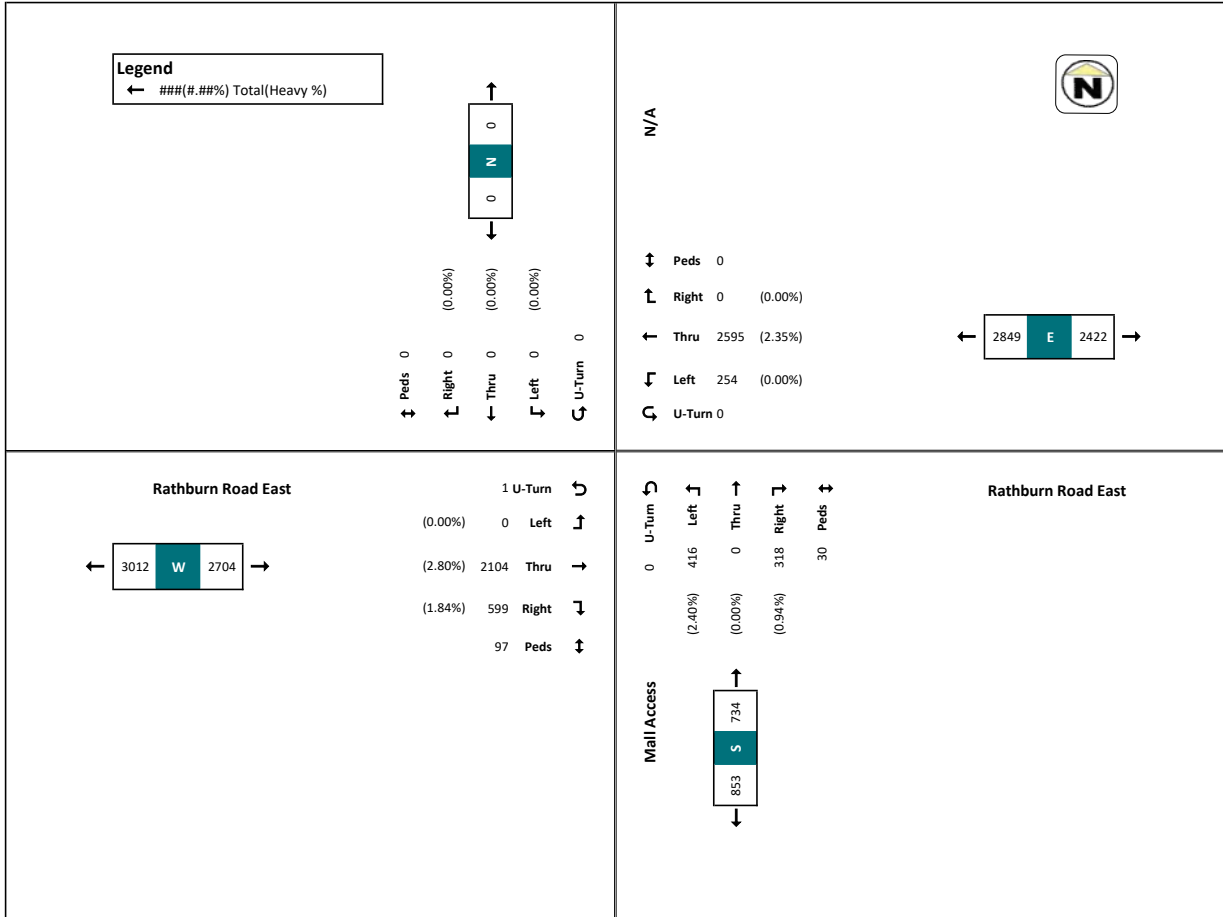 Legend
← ###(#.##%) Total(Heavy %)
0 N 0
(0.00%) (0.00%) (0.00%)
Peds 0
Right 0
Thru 0
Left 0
U-Turn 0
N/A
N
Peds 0
Right 0 (0.00%)
Thru 2595 (2.35%)
Left 254 (0.00%)
U-Turn 0
2849 E 2422
Rathburn Road East
1 U-Turn
(0.00%) 0 Left
(2.80%) 2104 Thru
(1.84%) 599 Right
97 Peds
3012 W 2704
U-Turn 0
Left 416 (2.40%)
Thru 0 (0.00%)
Right 318 (0.94%)
Peds 30
Mall Access
853 S 734
Rathburn Road East